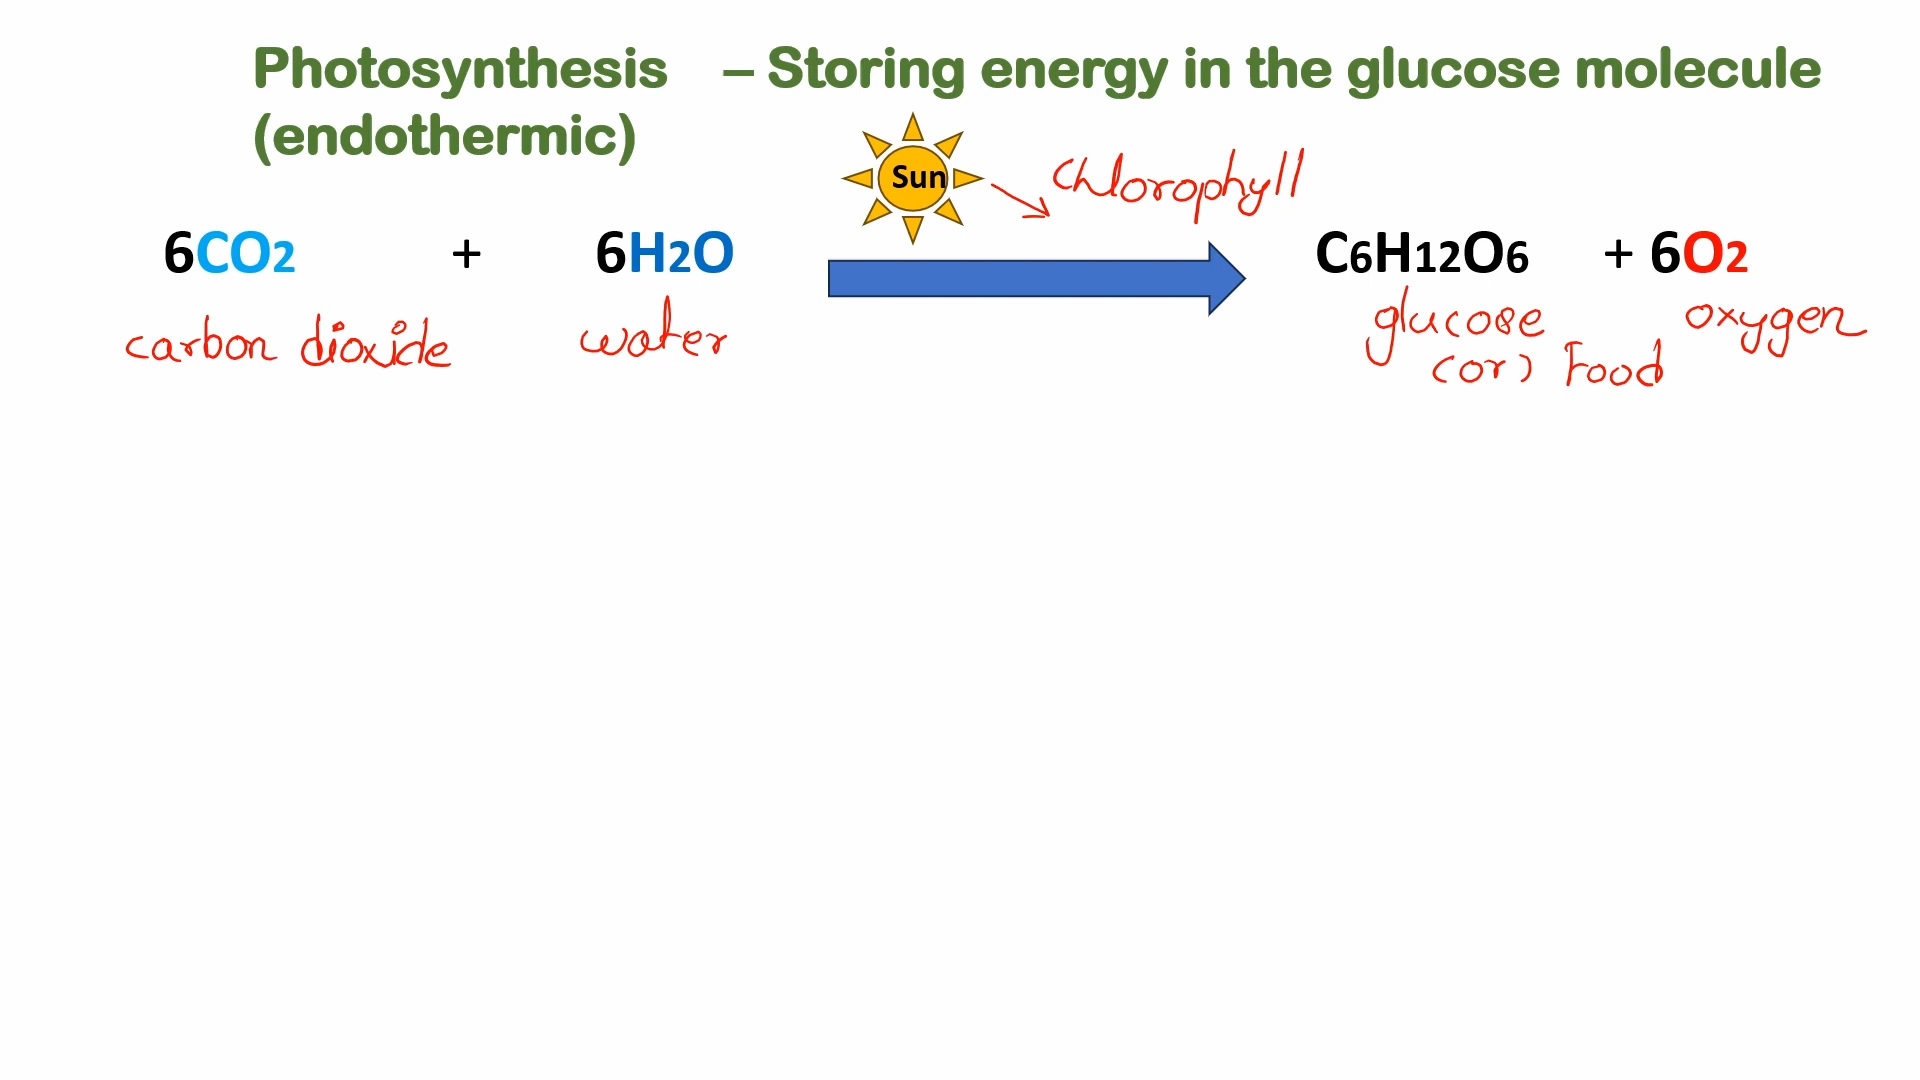 Photosynthesis – Storing energy in the glucose molecule
(endothermic)
Sun
Chlorophyll
6CO2 + 6H2O C6H12O6 + 6O2
carbon dioxide water glucose oxygen
(or) Food